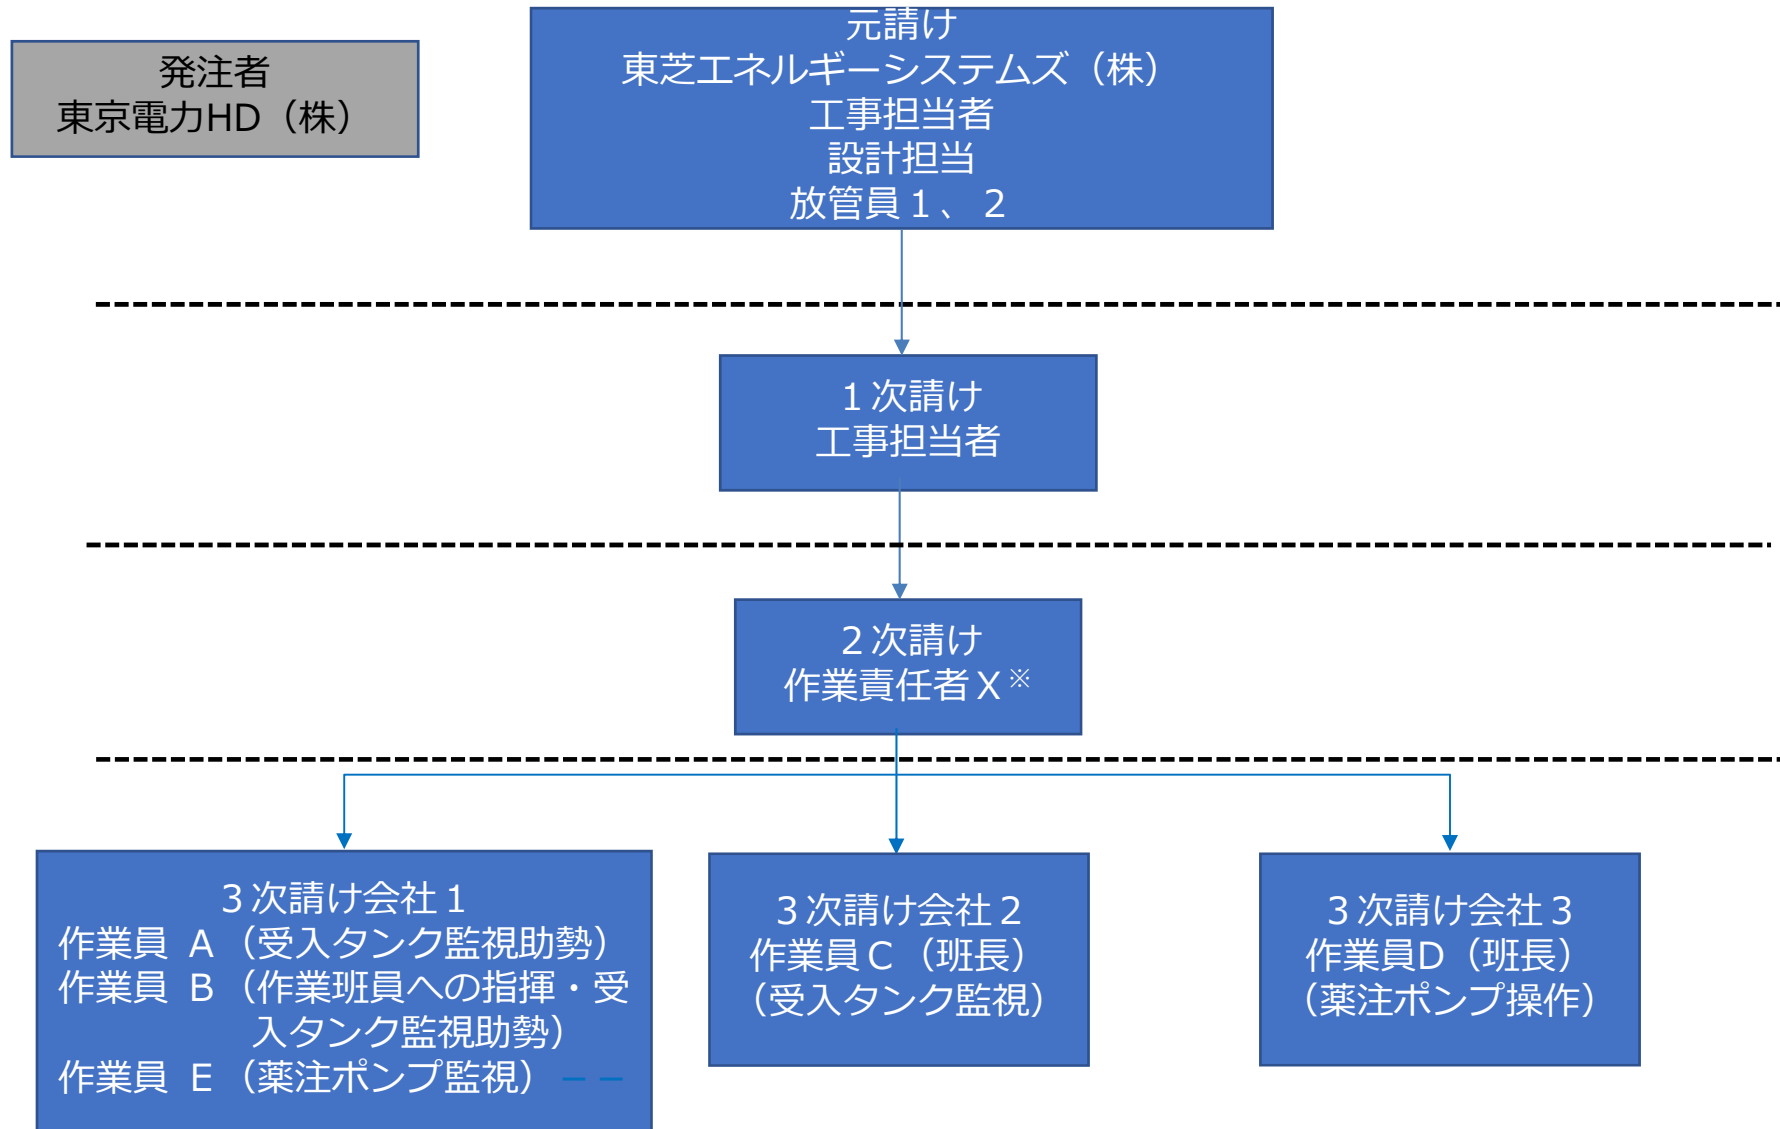 発注者
東京電力HD（株）
元請け
東芝エネルギーシステムズ（株）
工事担当者
設計担当
放管員１、２
１次請け
工事担当者
２次請け
作業責任者Ｘ※
３次請け会社１
作業員 A（受入タンク監視助勢）
作業員 B（作業班員への指揮・受
入タンク監視助勢）
作業員 E（薬注ポンプ監視）
３次請け会社２
作業員Ｃ（班長）
（受入タンク監視）
３次請け会社３
作業員D（班長）
（薬注ポンプ操作）